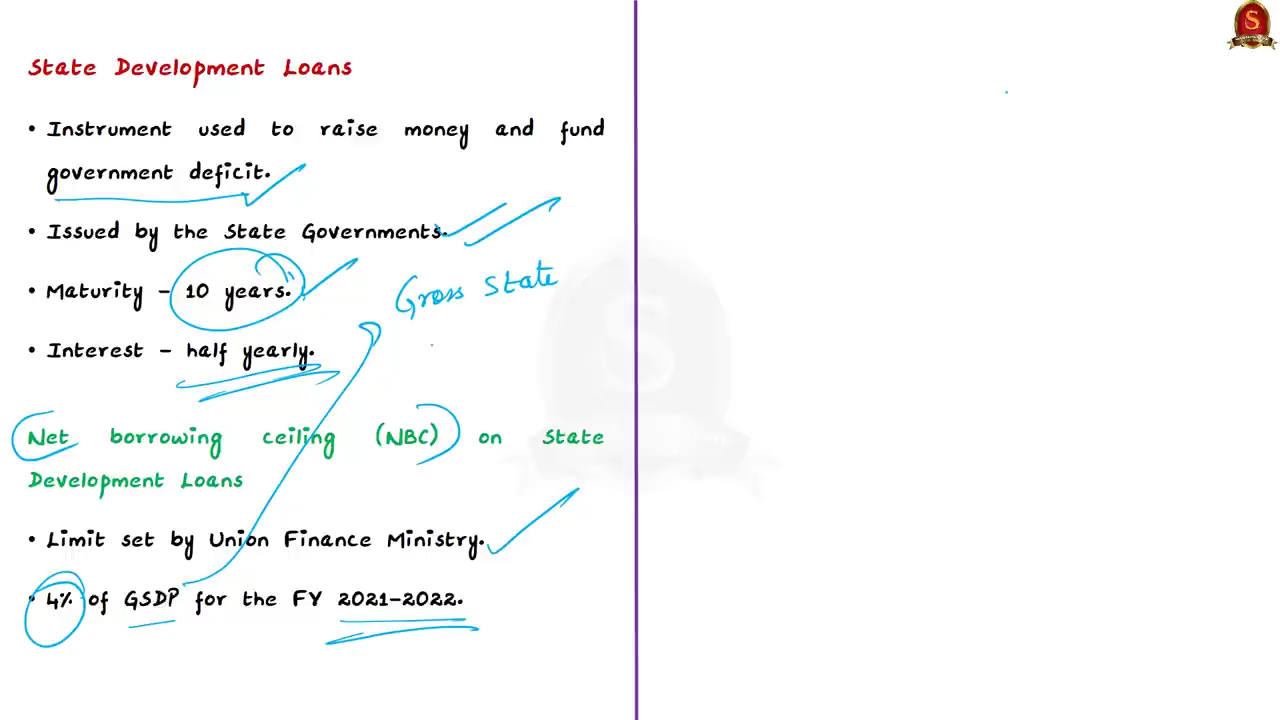 State Development Loans
• Instrument used to raise money and fund
government deficit.
• Issued by the State Governments.
• Maturity - 10 years.
Gross State
• Interest - half yearly.
Net borrowing ceiling (NBC) on State
Development Loans
• Limit set by Union Finance Ministry.
• 4% of GSDP for the FY 2021-2022.
S